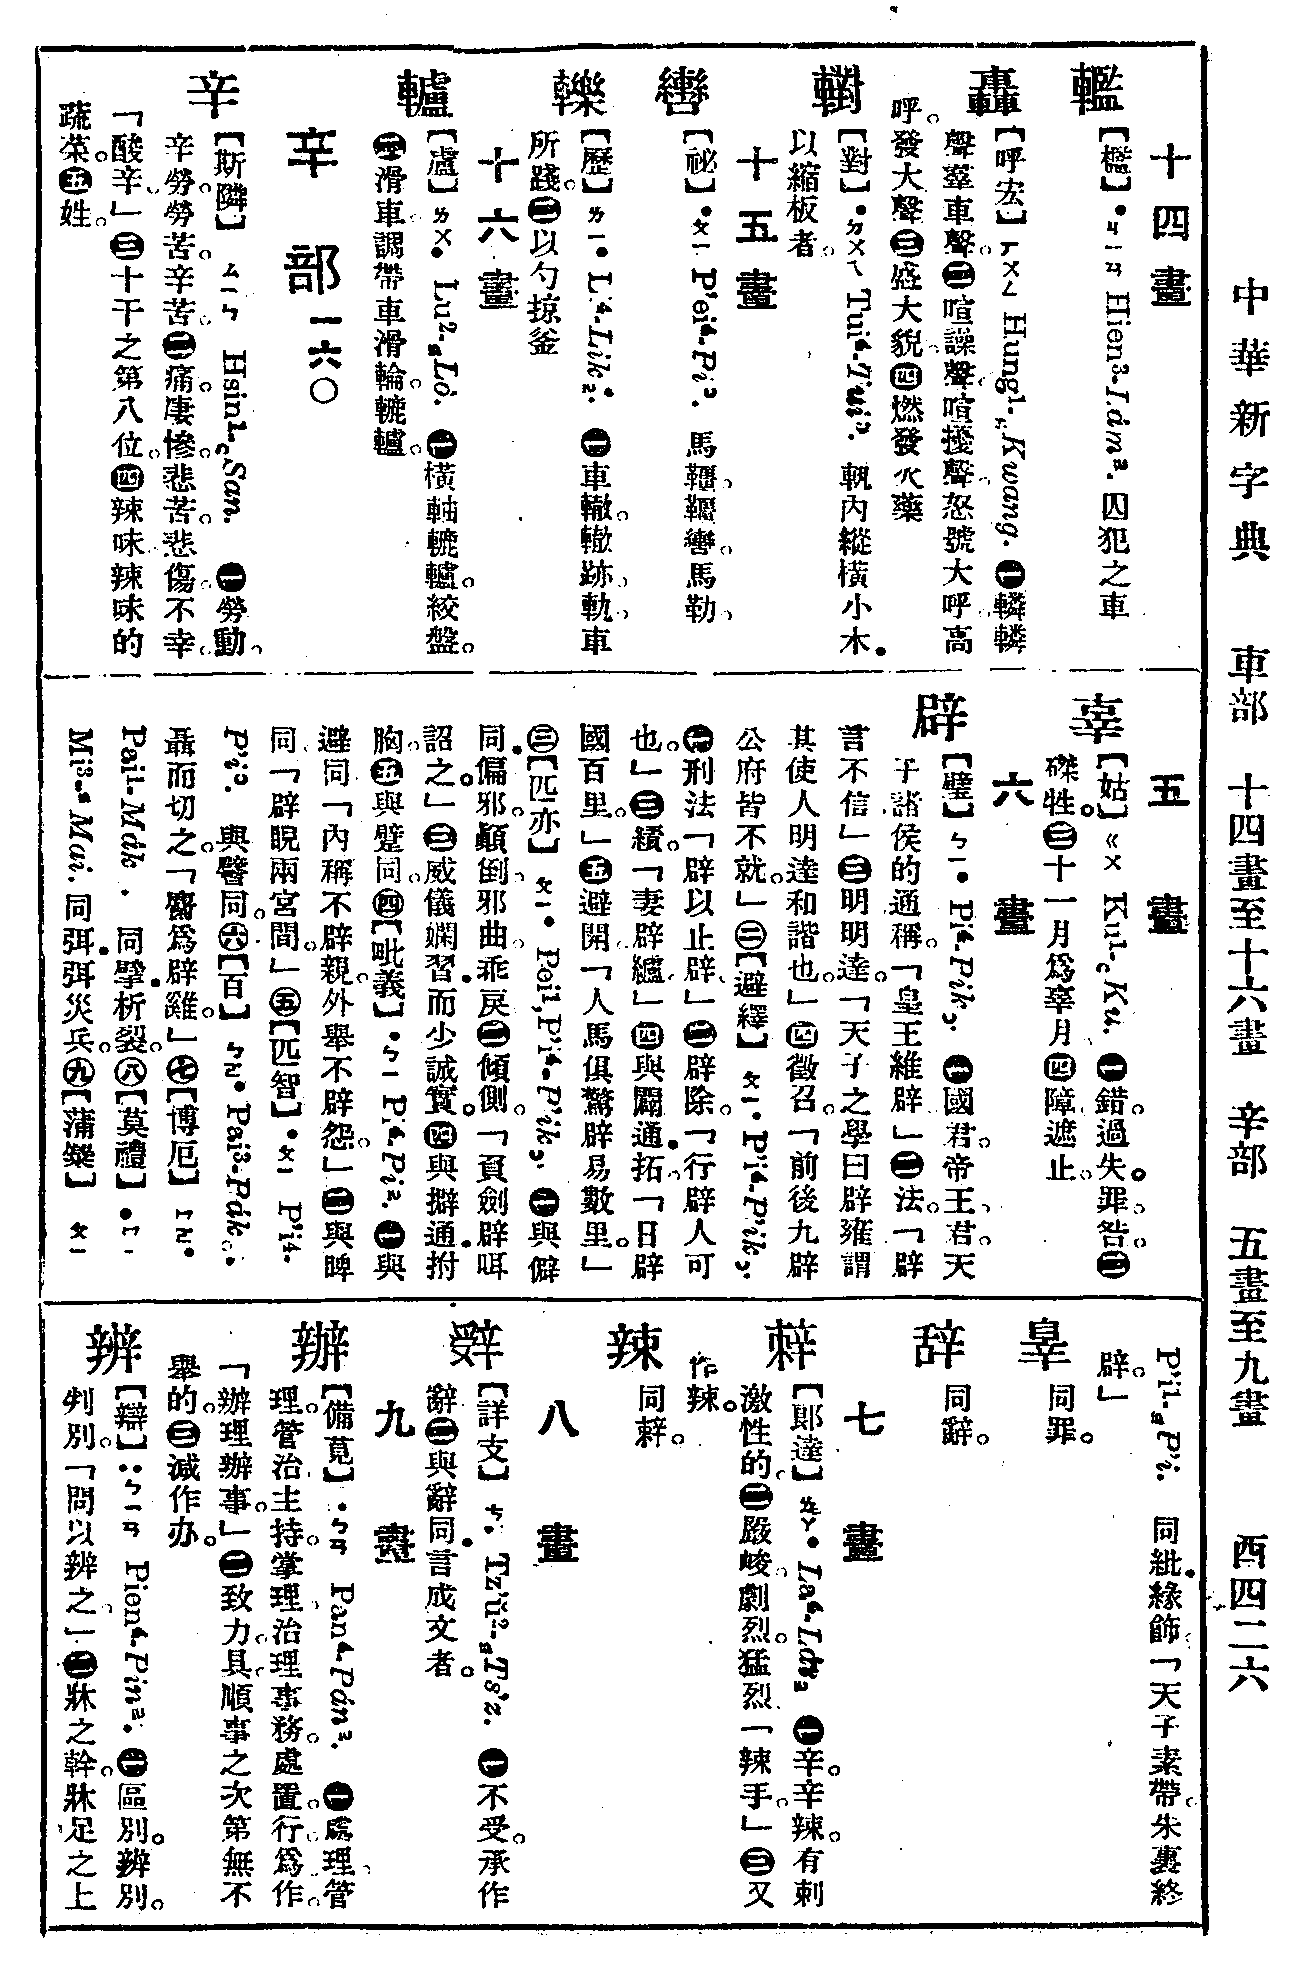 中華新字典　車部　十四畫至十六畫　辛部　五畫至九畫　酉四二六
十四畫
轞
【檻】•ㄐㄧㄢ Hien³-Lám². 囚犯之車
轟
【呼宏】ㄏㄨㄥ Hung¹-Kwang. ㊀轔轔
聲羣車聲。㊁喧譟聲喧擾聲。怒號大呼高
呼。發大聲㊂盛大貌㊃燃發火藥
轛
【對】•ㄉㄨㄟ Tui⁴-Tui². 軹內縱橫小木•
以縮板者。
十五畫
轡
【祕】•ㄆㄧ P'ei⁴-Pi². 馬韁。韁轡。馬勒。
轢
【歷】ㄌㄧ• Li⁴-Lik². ㊀車轍。轍跡。軌車
所踐。㊁以勺掠釜
十六畫
轤
【盧】ㄌㄨ• Lu²-Ló. ㊀橫軸轆轤。絞盤。
㊁滑車。調帶車滑輪。轆轤。
辛部　一六〇
辛
【斯隣】ㄙㄧㄣ Hsin¹-San. ㊀勞動。
辛勞。勞苦。辛苦。㊁痛。悽慘。悲苦。悲傷。不幸。
「酸辛」㊂十干之第八位。㊃辣味辣味的
蔬菜。㊄姓。
五畫
辜
【姑】ㄍㄨ Ku¹-Ku. ㊀錯。過失。罪。咎。㊁
磔牲。㊂十一月爲辜月㊃障。遮止。
六畫
辟
【璧】ㄅㄧ• Pi⁴-Pik. ㊀國君。帝王。君。天
子諸侯的通稱。「皇王維辟」㊁法。「辟
言不信」㊂明。明達。「天子之學曰辟雍謂
其使人明達和諧也。」㊃徵召。「前後九辟
公府皆不就。」㊁【避繹】ㄆㄧ• P'i⁴-P'ik. 
㊀刑法「辟以止辟」㊁辟除。「行辟人可
也。」㊂績。「妻辟纑」㊃與闢通•拓。「日辟
國百里。」㊄避開「人馬俱驚辟易數里。」
㊂【匹亦】ㄆㄧ• Pei¹, P'i⁴-P'ik. ㊀與僻
同•偏邪。顚倒。邪曲。乖戾㊁傾側。「負劍辟咡
詔之。」㊂威儀嫻習•而少誠實。㊃與擗通•拊
胸。㊄與躄同。㊃【毗義】•ㄅㄧ Pi⁴-Pi². ㊀與
避同「內稱不辟親。外舉不辟怨。」㊁與睥
同「辟睨兩宮間。」㊄【匹智】•ㄆㄧ P'i⁴-
P'i². 與譬同。㊅【百】ㄅㄞ• Pai³-Pák.
聶而切之。「麕爲辟雞。」㊆【博厄】ㄅㄞ•
Pai¹-Mák. 同擘•析裂。㊇【莫禮】•ㄇㄧ
Mi³-Mai. 同弭•弭災兵。㊈【蒲縻】ㄆㄧ
P'i¹-P'i. 同紕•緣飾。「天子素帶。朱裏終
辟。」
辠
同罪。
辞
同辭。
七畫
辢
【郞達】ㄌㄚ• La⁴-Lát² ㊀辛。辛辣。有刺
激性的。㊁嚴峻劇烈。猛烈「辣手。」㊂又
作辣。
辣
同辢。
八畫
辤
【詳支】ㄘ• Tz'ŭ²-Ts'z. ㊀不受。承作
辭㊁與辭同•言成文者。
九畫
辦
【備莧】•ㄅㄢ Pan⁴-Pán². ㊀處理。管
理。管治。主持。掌理。治理事務。處置。行爲。作。
「辦理辦事。」㊁致力。具。順事之次第無不
舉的。㊂減作办。
辨
【辯】•ㄅㄧㄢ Pien⁴-Pin². ㊀區別。辨別。
判別。「問以辨之。」㊁牀之幹。牀足之上